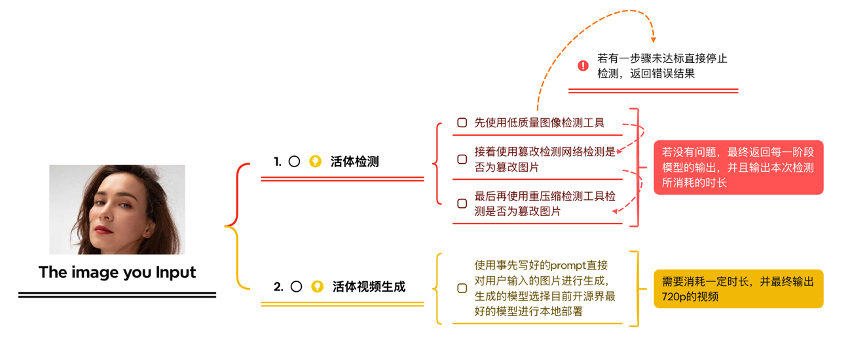 若有一步骤未达标直接停止
检测，返回错误结果
先使用低质量图像检测工具
接着使用篡改检测网络检测是
否为篡改图片
最后再使用重压缩检测工具检
测是否为篡改图片
1. 活体检测
若没有问题，最终返回每一阶段
模型的输出，并且输出本次检测
所消耗的时长
The image you Input
2. 活体视频生成
使用事先写好的prompt直接
对用户输入的图片进行生成，
生成的模型选择目前开源界最
好的模型进行本地部署
需要消耗一定时长，并最终输出
720p的视频